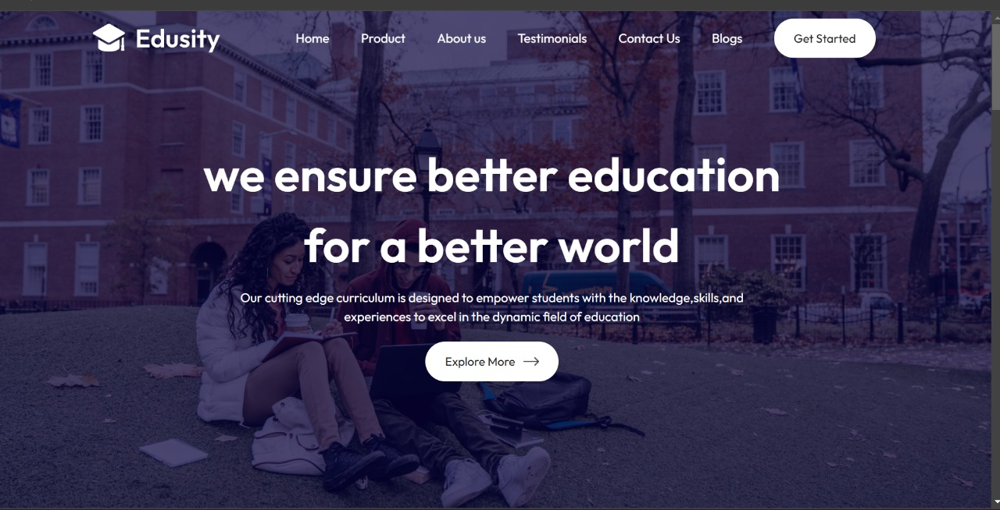 Edusity
Home Product About us Testimonials Contact Us Blogs Get Started
we ensure better education
for a better world
Our cutting edge curriculum is designed to empower students with the knowledge,skills,and
experiences to excel in the dynamic field of education
Explore More